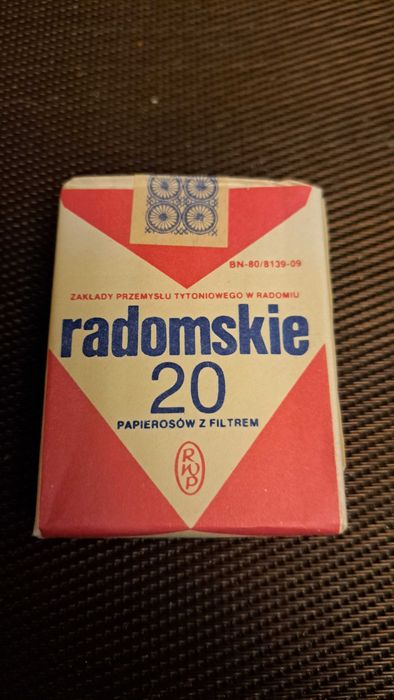 BN-80/8139-09
ZAKŁADY PRZEMYSŁU TYTONIOWEGO W RADOMIU
radomskie
20
PAPIEROSÓW Z FILTREM
RWP